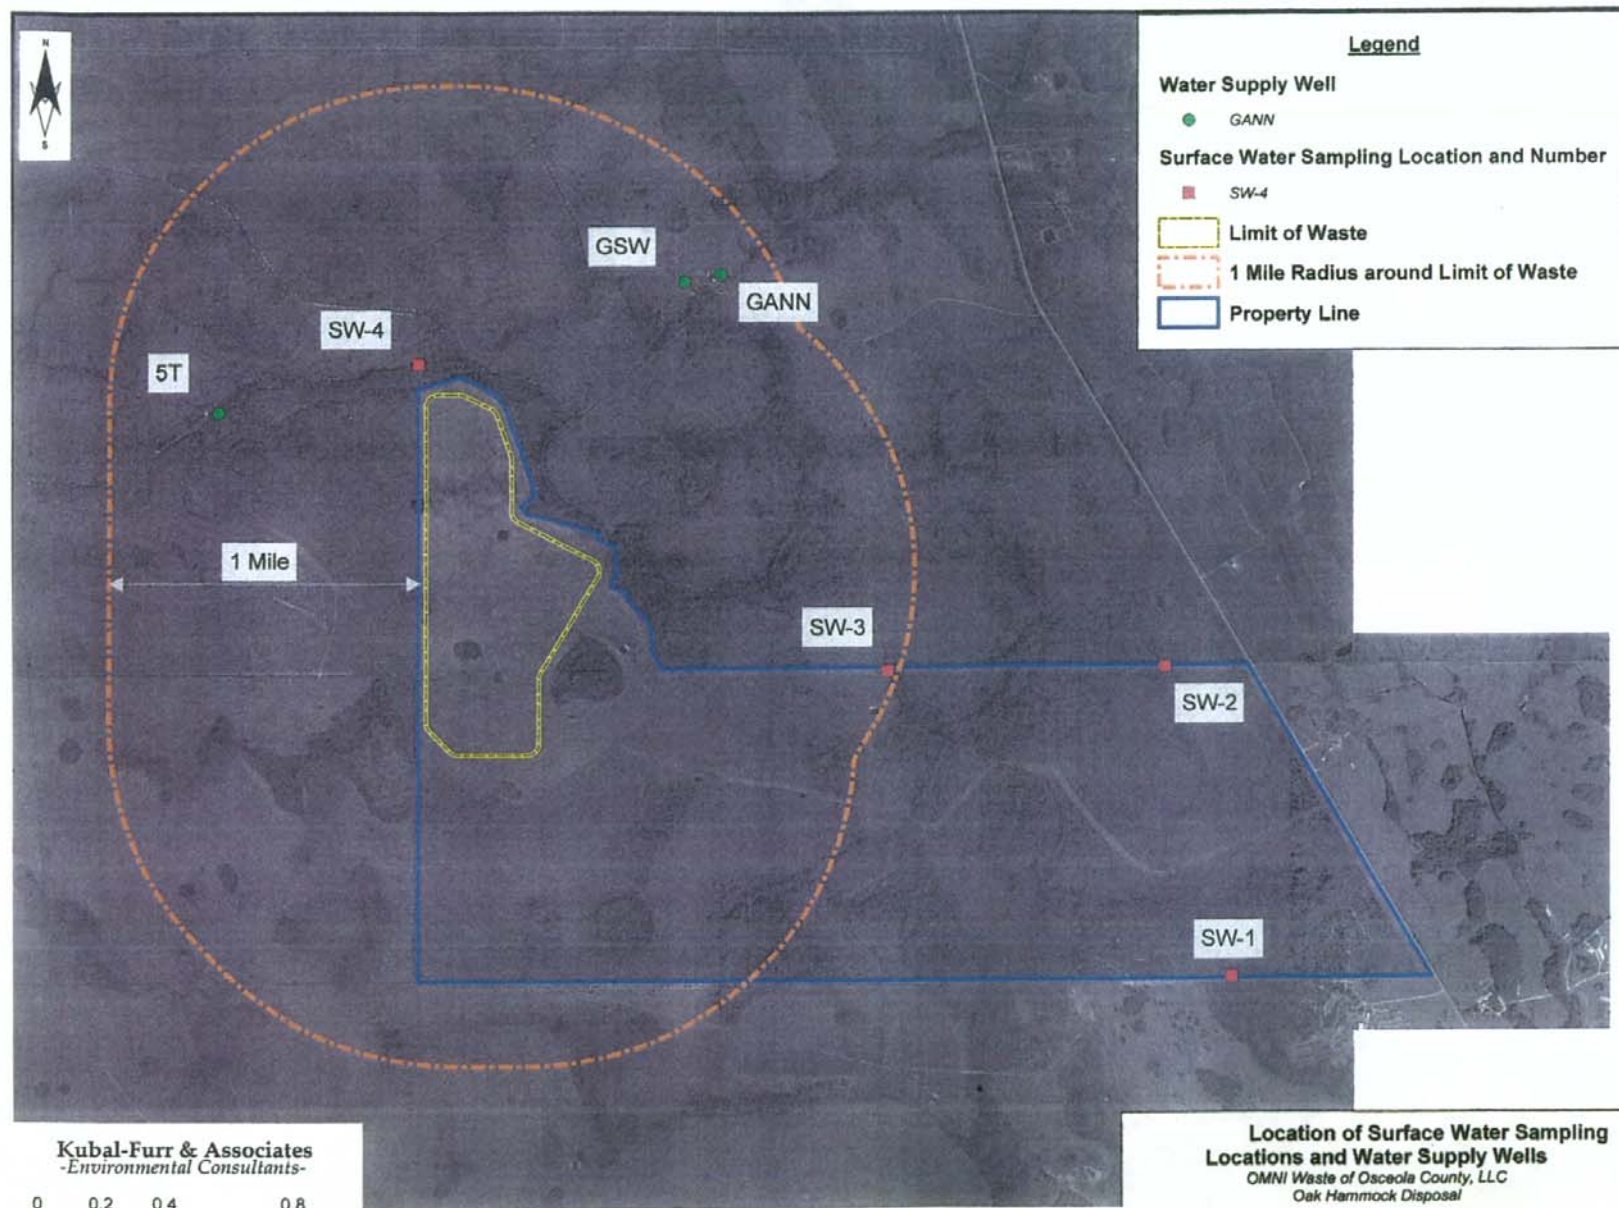 N
S
Legend
Water Supply Well
GANN
Surface Water Sampling Location and Number
SW-4
Limit of Waste
1 Mile Radius around Limit of Waste
Property Line
GSW
GANN
SW-4
5T
1 Mile
SW-3
SW-2
SW-1
Kubal-Furr & Associates
-Environmental Consultants-
0 0.2 0.4 0.8
Location of Surface Water Sampling
Locations and Water Supply Wells
OMNI Waste of Osceola County, LLC
Oak Hammock Disposal